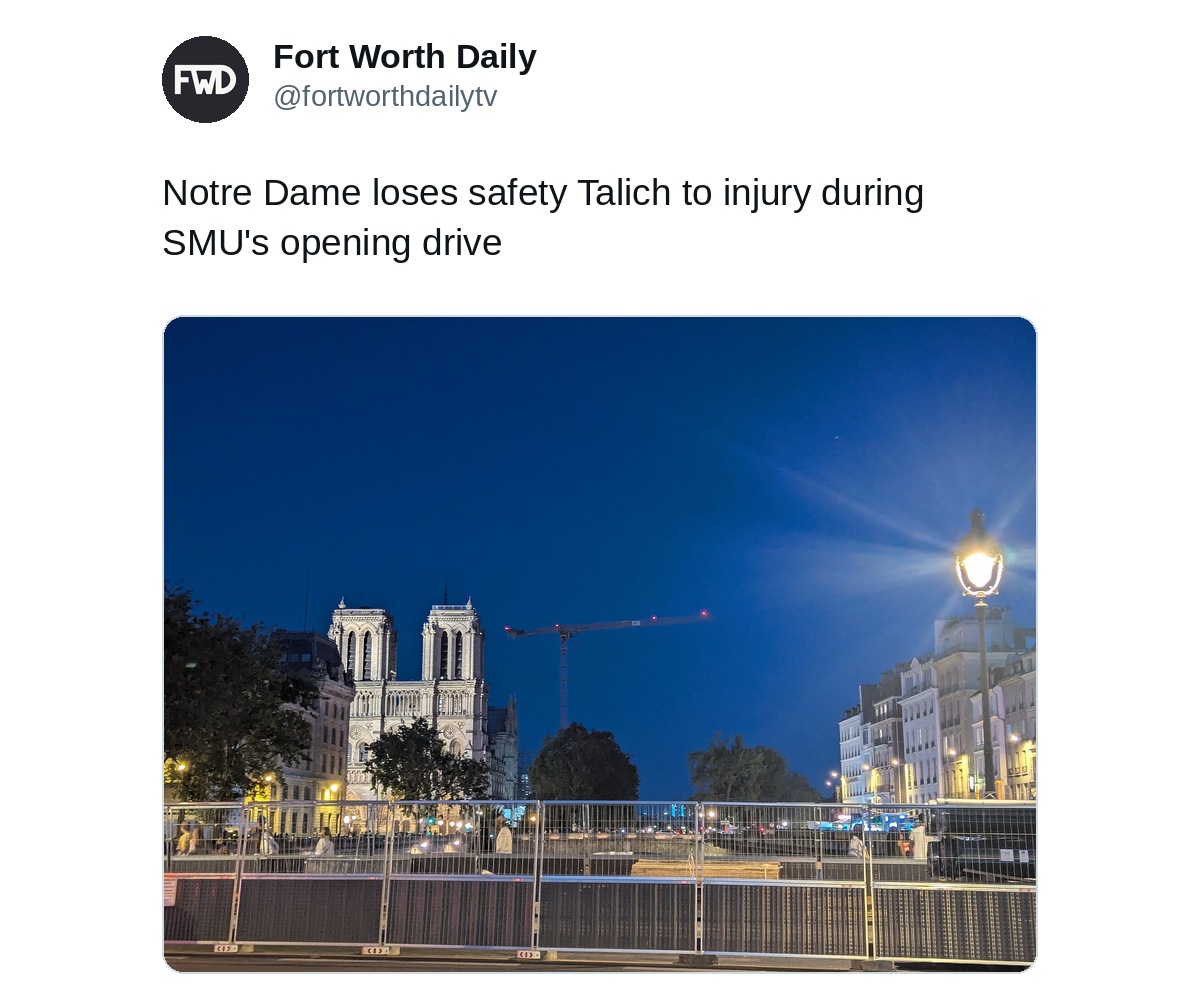 FWD
Fort Worth Daily
@fortworthdailytv
Notre Dame loses safety Talich to injury during
SMU's opening drive